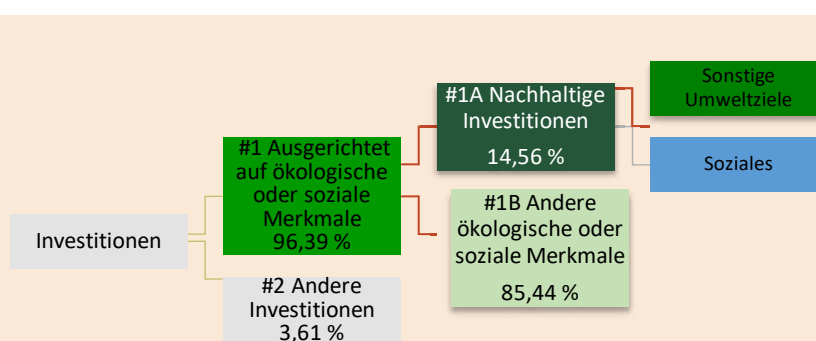 Investitionen
#1 Ausgerichtet
auf ökologische
oder soziale
Merkmale
96,39 %
#2 Andere
Investitionen
3,61 %
#1A Nachhaltige
Investitionen
14,56 %
#1B Andere
ökologische oder
soziale Merkmale
85,44 %
Sonstige
Umweltziele
Soziales